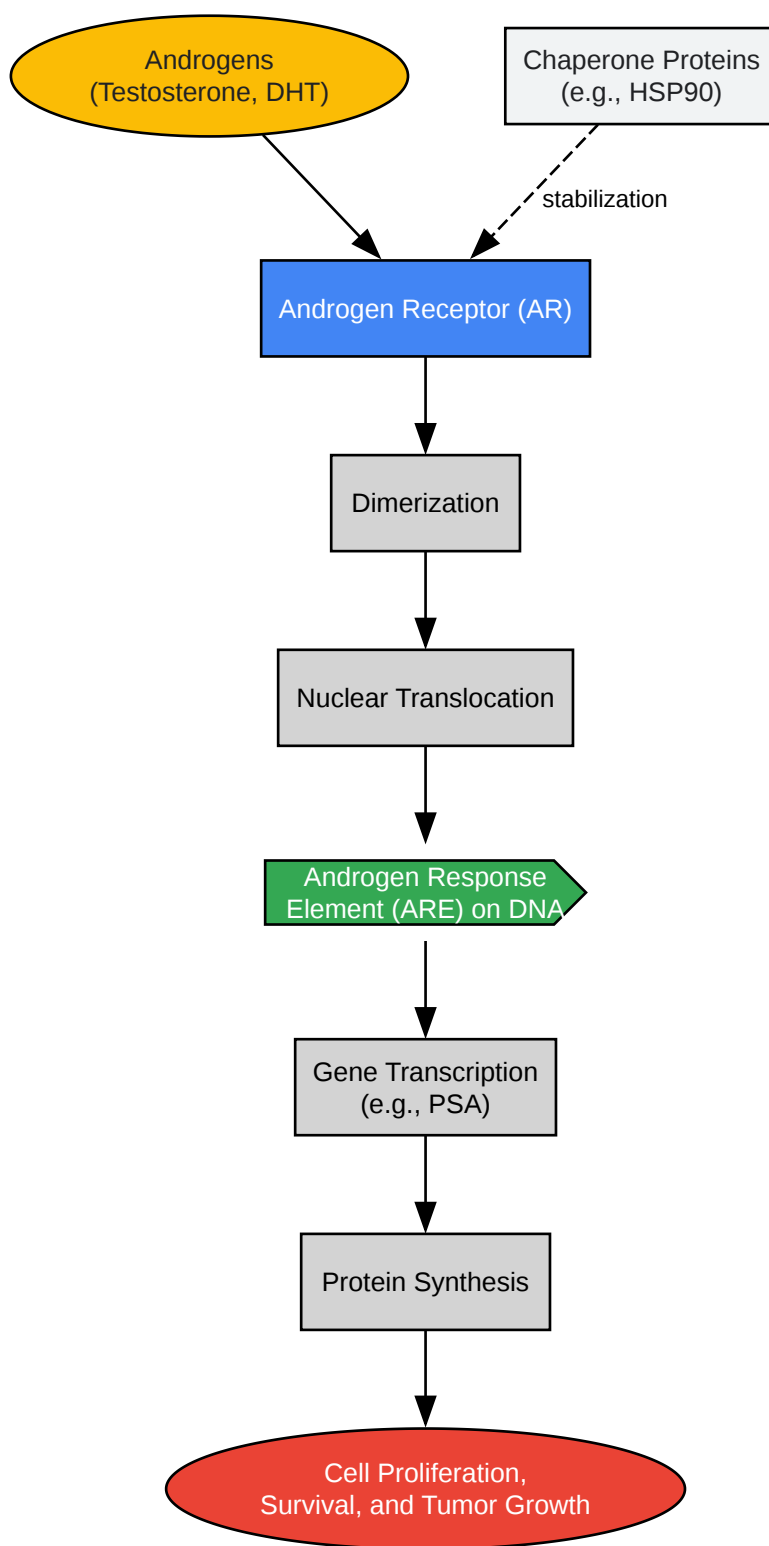 Androgens
(Testosterone, DHT)
Chaperone Proteins
(e.g., HSP90)
stabilization
Androgen Receptor (AR)
Dimerization
Nuclear Translocation
Androgen Response
Element (ARE) on DNA
Gene Transcription
(e.g., PSA)
Protein Synthesis
Cell Proliferation,
Survival, and Tumor Growth